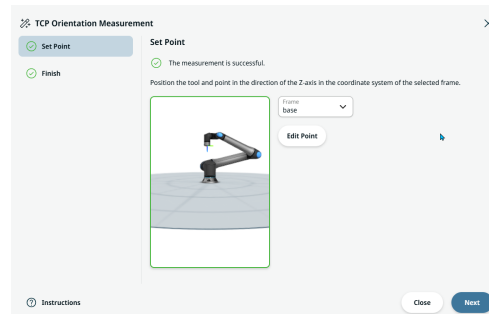 TCP Orientation Measurement
Set Point
Finish
Set Point
The measurement is successful.
Position the tool and point in the direction of the Z-axis in the coordinate system of the selected frame.
Frame
base
Edit Point
Instructions
Close
Next